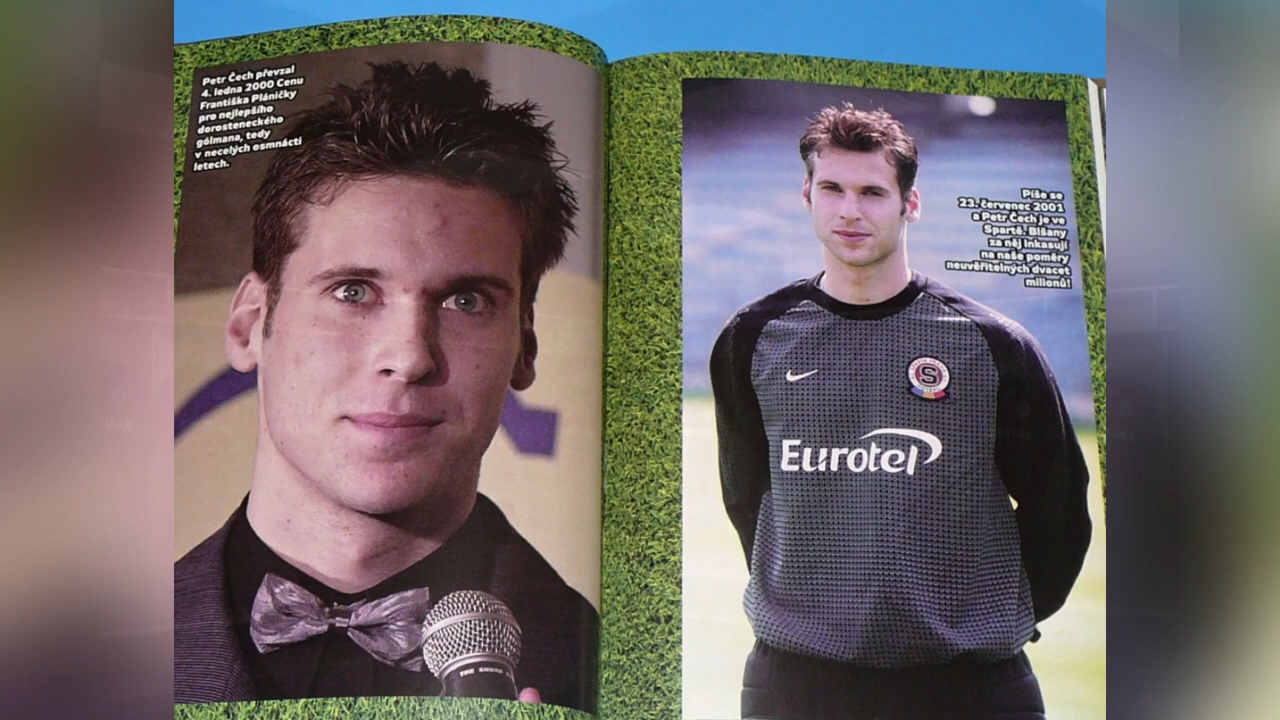 Petr Čech převzal
4. ledna 2000 Cenu
Františka Pláničky
pro nejlepšího
dorosteneckého
gólmana, tedy
v necelých osmnácti
letech.
Píše se
23. červenec 2001
a Petr Čech je ve
Spartě. Blšany
za něj inkasují
na naše poměry
neuvěřitelných dvacet
milionů!
S
Eurotel